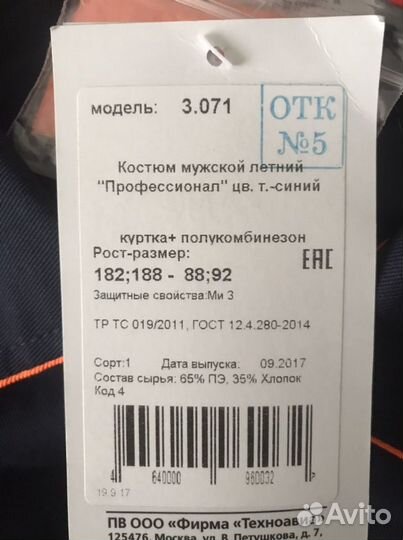 модель: 3.071
ОТК
№5
Костюм мужской летний
"Профессионал" цв. т.-синий
куртка+ полукомбинезон
Рост-размер:
182;188 - 88;92
EAC
Защитные свойства:Ми 3
ТР ТС 019/2011, ГОСТ 12.4.280-2014
Сорт:1 Дата выпуска. 09.2017
Состав сырья: 65% ПЭ, 35% Хлопок
Код 4
4 640000 980032
19.9.17
ПВ ООО «Фирма «Техноавиа»
125476, Москва, ул. В. Петушкова, д. 7,
Avito